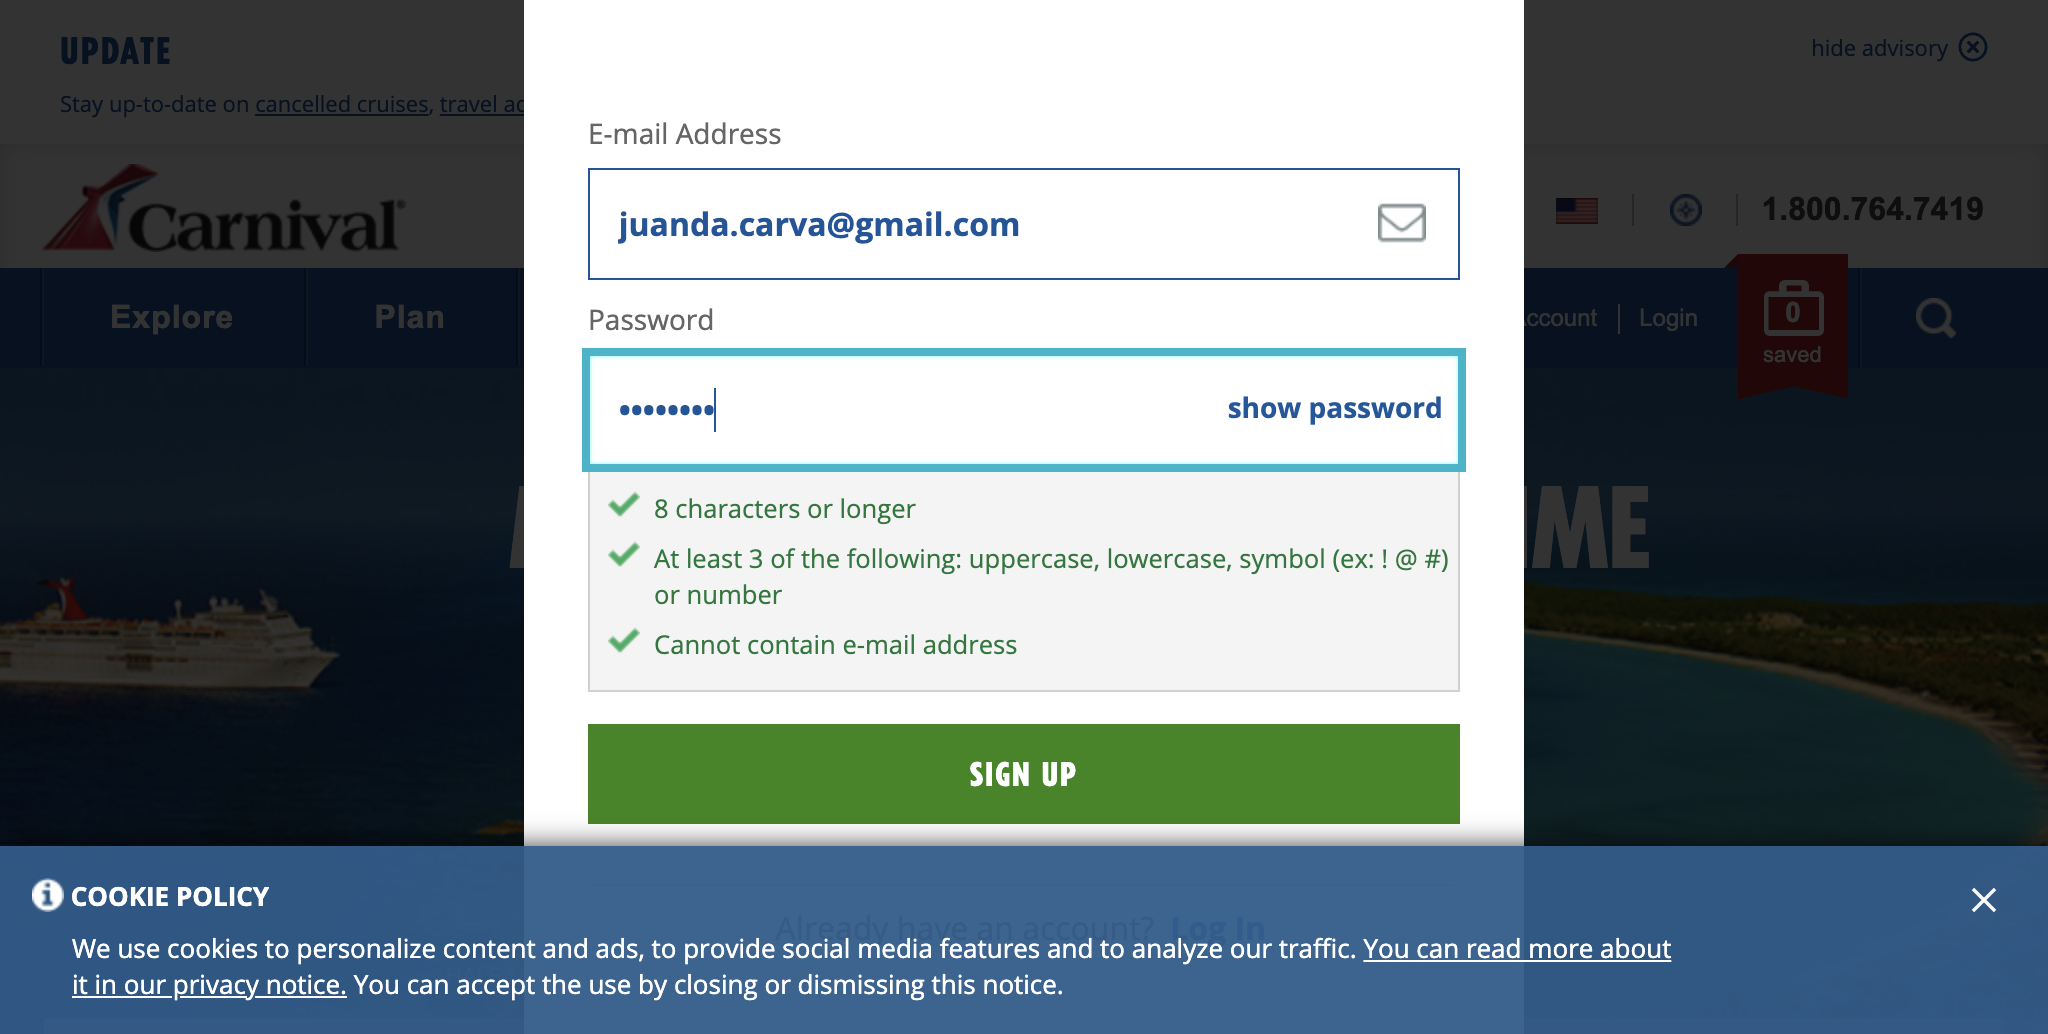 UPDATE
hide advisory
Stay up-to-date on cancelled cruises, travel
Carnival
1.800.764.7419
Explore
Plan
Login
0
saved
E-mail Address
juanda.carva@gmail.com
Password
••••••••
show password
8 characters or longer
At least 3 of the following: uppercase, lowercase, symbol (ex: ! @ #)
or number
Cannot contain e-mail address
SIGN UP
Already have an account? Log In
COOKIE POLICY
We use cookies to personalize content and ads, to provide social media features and to analyze our traffic. You can read more about
it in our privacy notice. You can accept the use by closing or dismissing this notice.